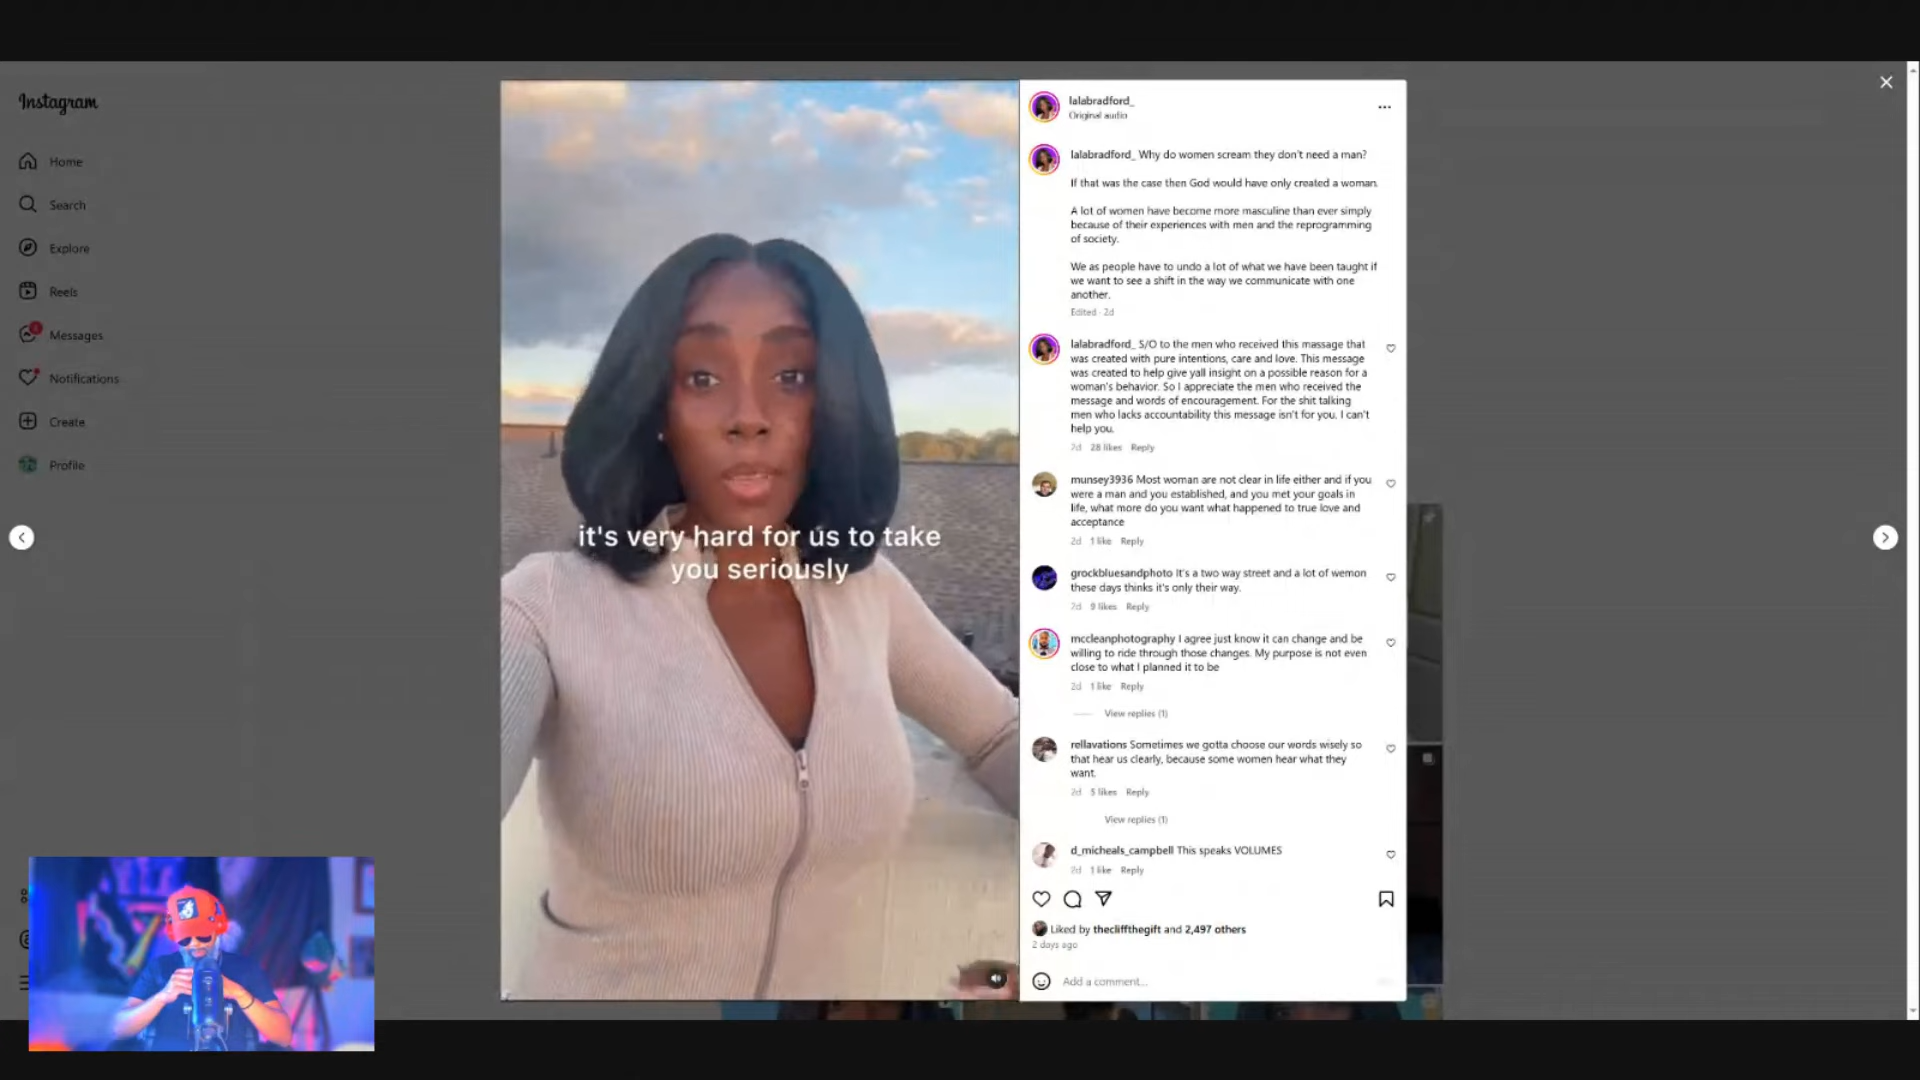 Instagram
Home
Search
Explore
Reels
Messages
Notifications
Create
Profile
it's very hard for us to take
you seriously
lalabradford_
Original audio
lalabradford_ Why do women scream they don't need a man?
If that was the case then God would have only created a woman.
A lot of women have become more masculine than ever simply
because of their experiences with men and the reprogramming
of society.
We as people have to undo a lot of what we have been taught if
we want to see a shift in the way we communicate with one
another.
Edited · 2d
lalabradford_ S/O to the men who received this massage that
was created with pure intentions, care and love. This message
was created to help give yall insight on a possible reason for a
woman's behavior. So I appreciate the men who received the
message and words of encouragement. For the shit talking
men who lacks accountability this message isn't for you. I can't
help you.
2d 28 likes Reply
munsey3936 Most woman are not clear in life either and if you
were a man and you established, and you met your goals in
life, what more do you want what happened to true love and
acceptance
2d 1 like Reply
grockbluesandphoto It's a two way street and a lot of wemon
these days thinks it's only their way.
2d 9 likes Reply
mccleanphotography I agree just know it can change and be
willing to ride through those changes. My purpose is not even
close to what I planned it to be
2d 1 like Reply
View replies (1)
rellavations Sometimes we gotta choose our words wisely so
that hear us clearly, because some women hear what they
want.
2d 5 likes Reply
View replies (1)
d_micheals_campbell This speaks VOLUMES
2d 1 like Reply
Liked by thecliffthegift and 2,497 others
2 days ago
Add a comment...